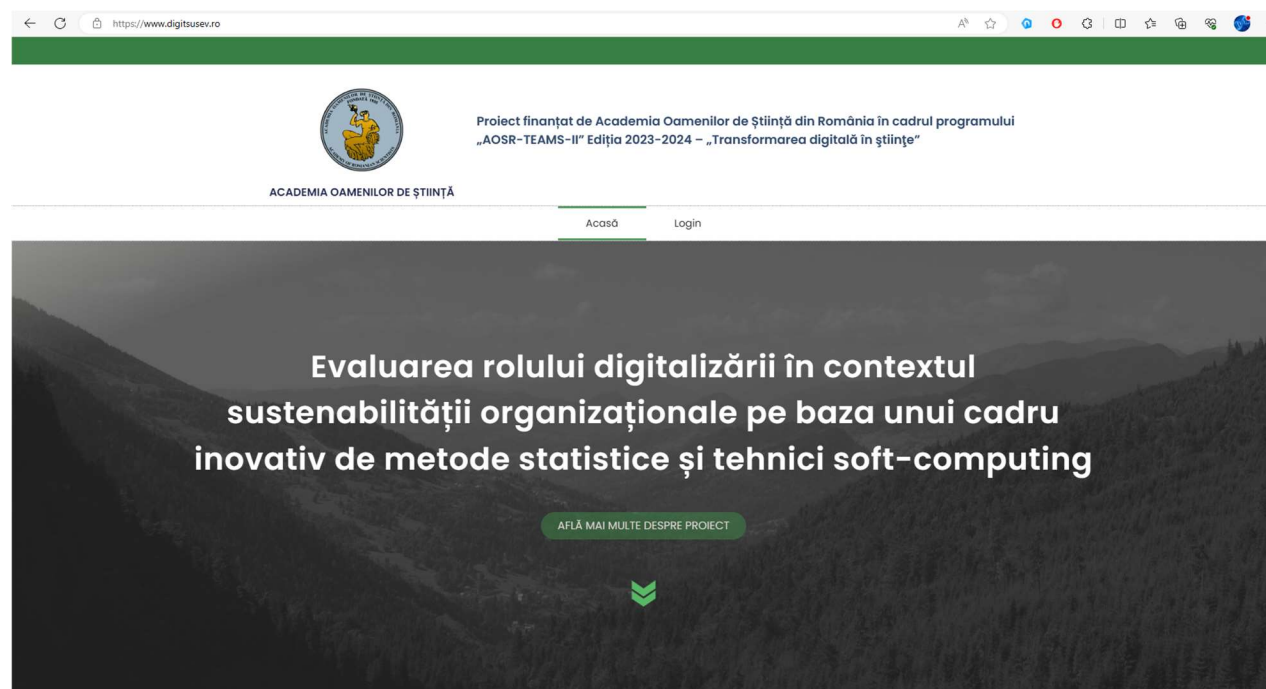 https://www.digitsusev.ro
Proiect finanțat de Academia Oamenilor de Știință din România în cadrul programului
„AOSR-TEAMS-II” Ediția 2023-2024 – „Transformarea digitală în ştiinţe”
ACADEMIA OAMENILOR DE ȘTIINȚĂ
Acasă
Login
Evaluarea rolului digitalizării în contextul
sustenabilității organizaționale pe baza unui cadru
inovativ de metode statistice și tehnici soft-computing
AFLĂ MAI MULTE DESPRE PROIECT